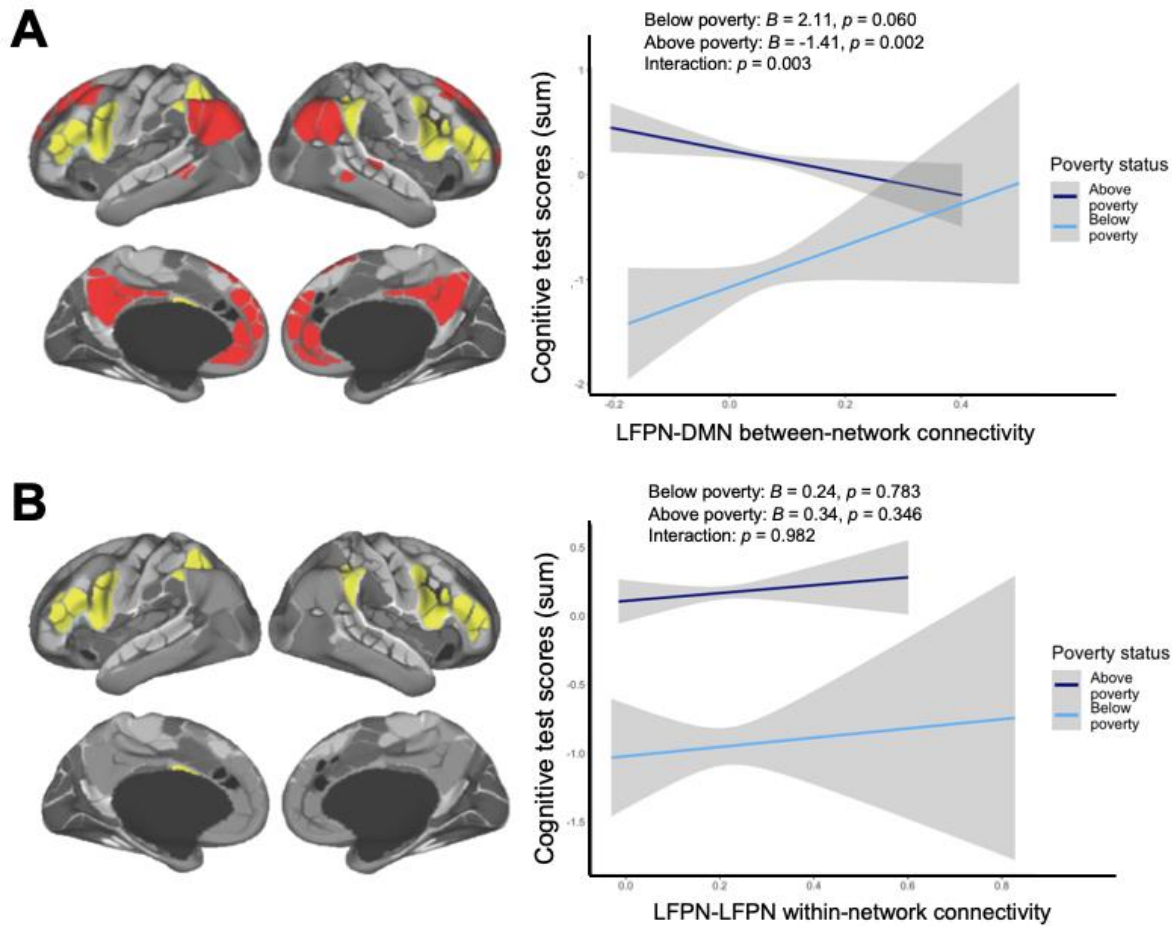 A
Below poverty: B = 2.11, p = 0.060
Above poverty: B = -1.41, p = 0.002
Interaction: p = 0.003
Cognitive test scores (sum)
1
0
-1
-2
-0.2 0.0 0.2 0.4
LFPN-DMN between-network connectivity
Poverty status
Above
poverty
Below
poverty
B
Below poverty: B = 0.24, p = 0.783
Above poverty: B = 0.34, p = 0.346
Interaction: p = 0.982
Cognitive test scores (sum)
0.5
0.0
-0.5
-1.0
-1.5
0.0 0.2 0.4 0.6 0.8
LFPN-LFPN within-network connectivity
Poverty status
Above
poverty
Below
poverty